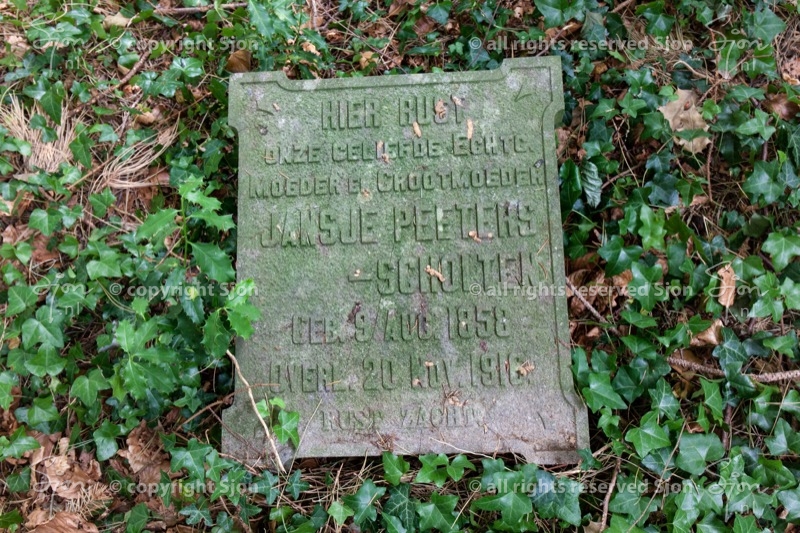 © copyright Sjon © all rights reserved Sjon
HIER RUST
ONZE GELIEFDE ECHTG.
MOEDER EN GROOTMOEDER
JANSJE PEETERS
-SCHOLTEN
© copyright Sjon © all rights reserved Sjon
GEB. 9 AUG. 1858
OVERL. 20 NOV. 1916
RUST ZACHT
© copyright Sjon © all rights reserved Sjon